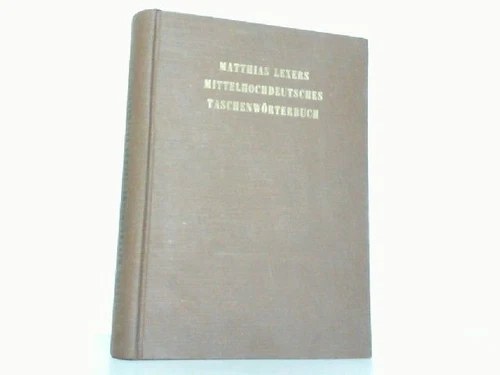 MATTHIAS LEXERS
MITTELHOCHDEUTSCHES
TASCHENWÖRTERBUCH